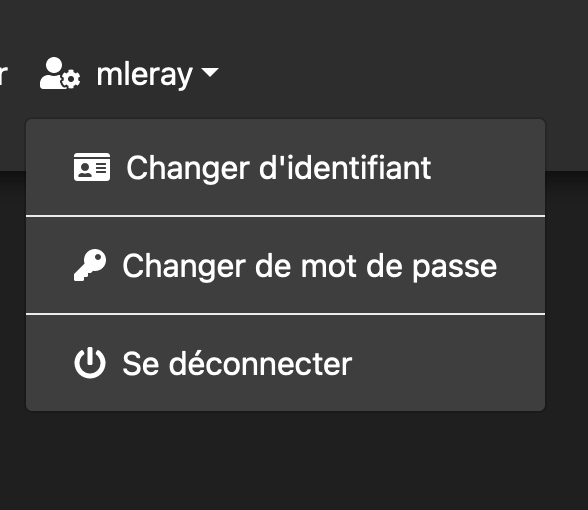 r mleray
Changer d'identifiant
Changer de mot de passe
Se déconnecter